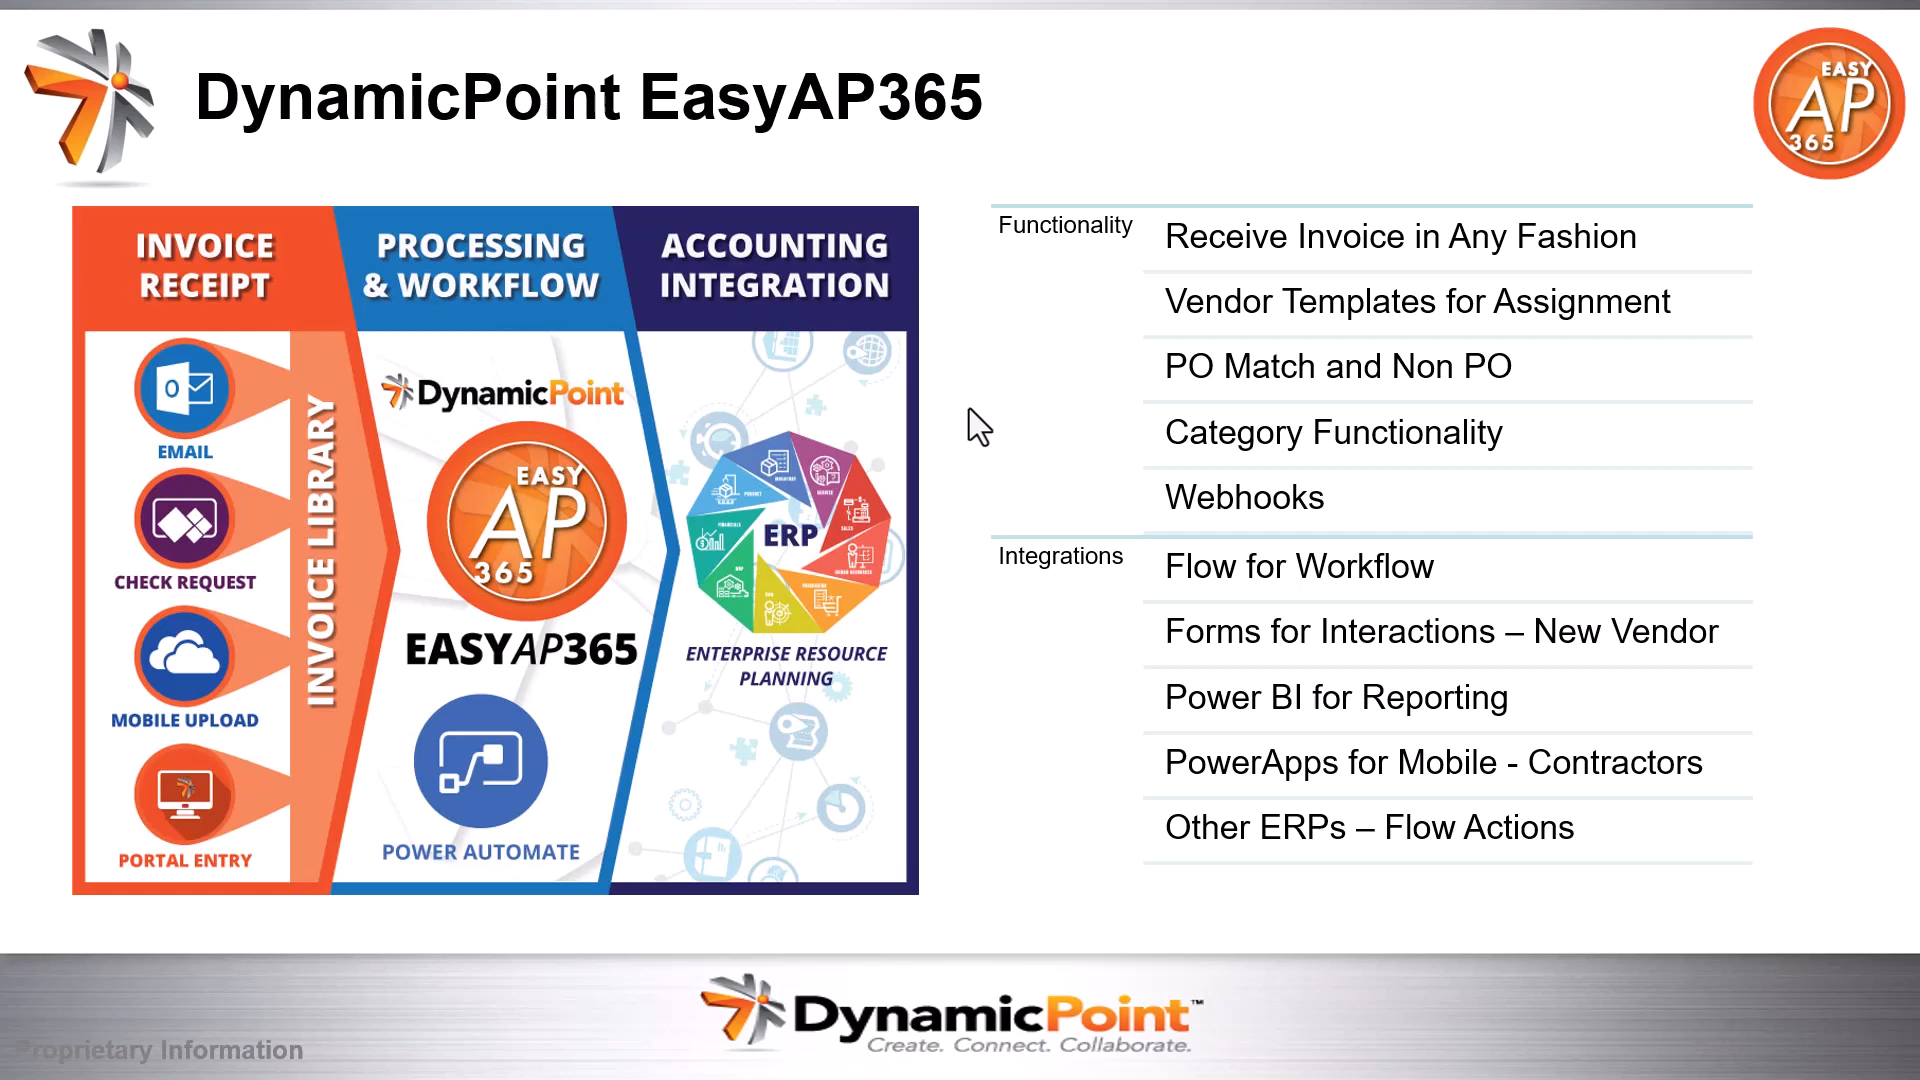 DynamicPoint EasyAP365
EASY
AP
365
INVOICE
RECEIPT
PROCESSING
& WORKFLOW
ACCOUNTING
INTEGRATION
EMAIL
CHECK REQUEST
MOBILE UPLOAD
PORTAL ENTRY
INVOICE LIBRARY
DynamicPoint
EASY
AP
365
EASYAP365
POWER AUTOMATE
ERP
ENTERPRISE RESOURCE
PLANNING
Functionality
Receive Invoice in Any Fashion
Vendor Templates for Assignment
PO Match and Non PO
Category Functionality
Webhooks
Integrations
Flow for Workflow
Forms for Interactions – New Vendor
Power BI for Reporting
PowerApps for Mobile - Contractors
Other ERPs – Flow Actions
DynamicPoint™
Create. Connect. Collaborate.
Proprietary Information